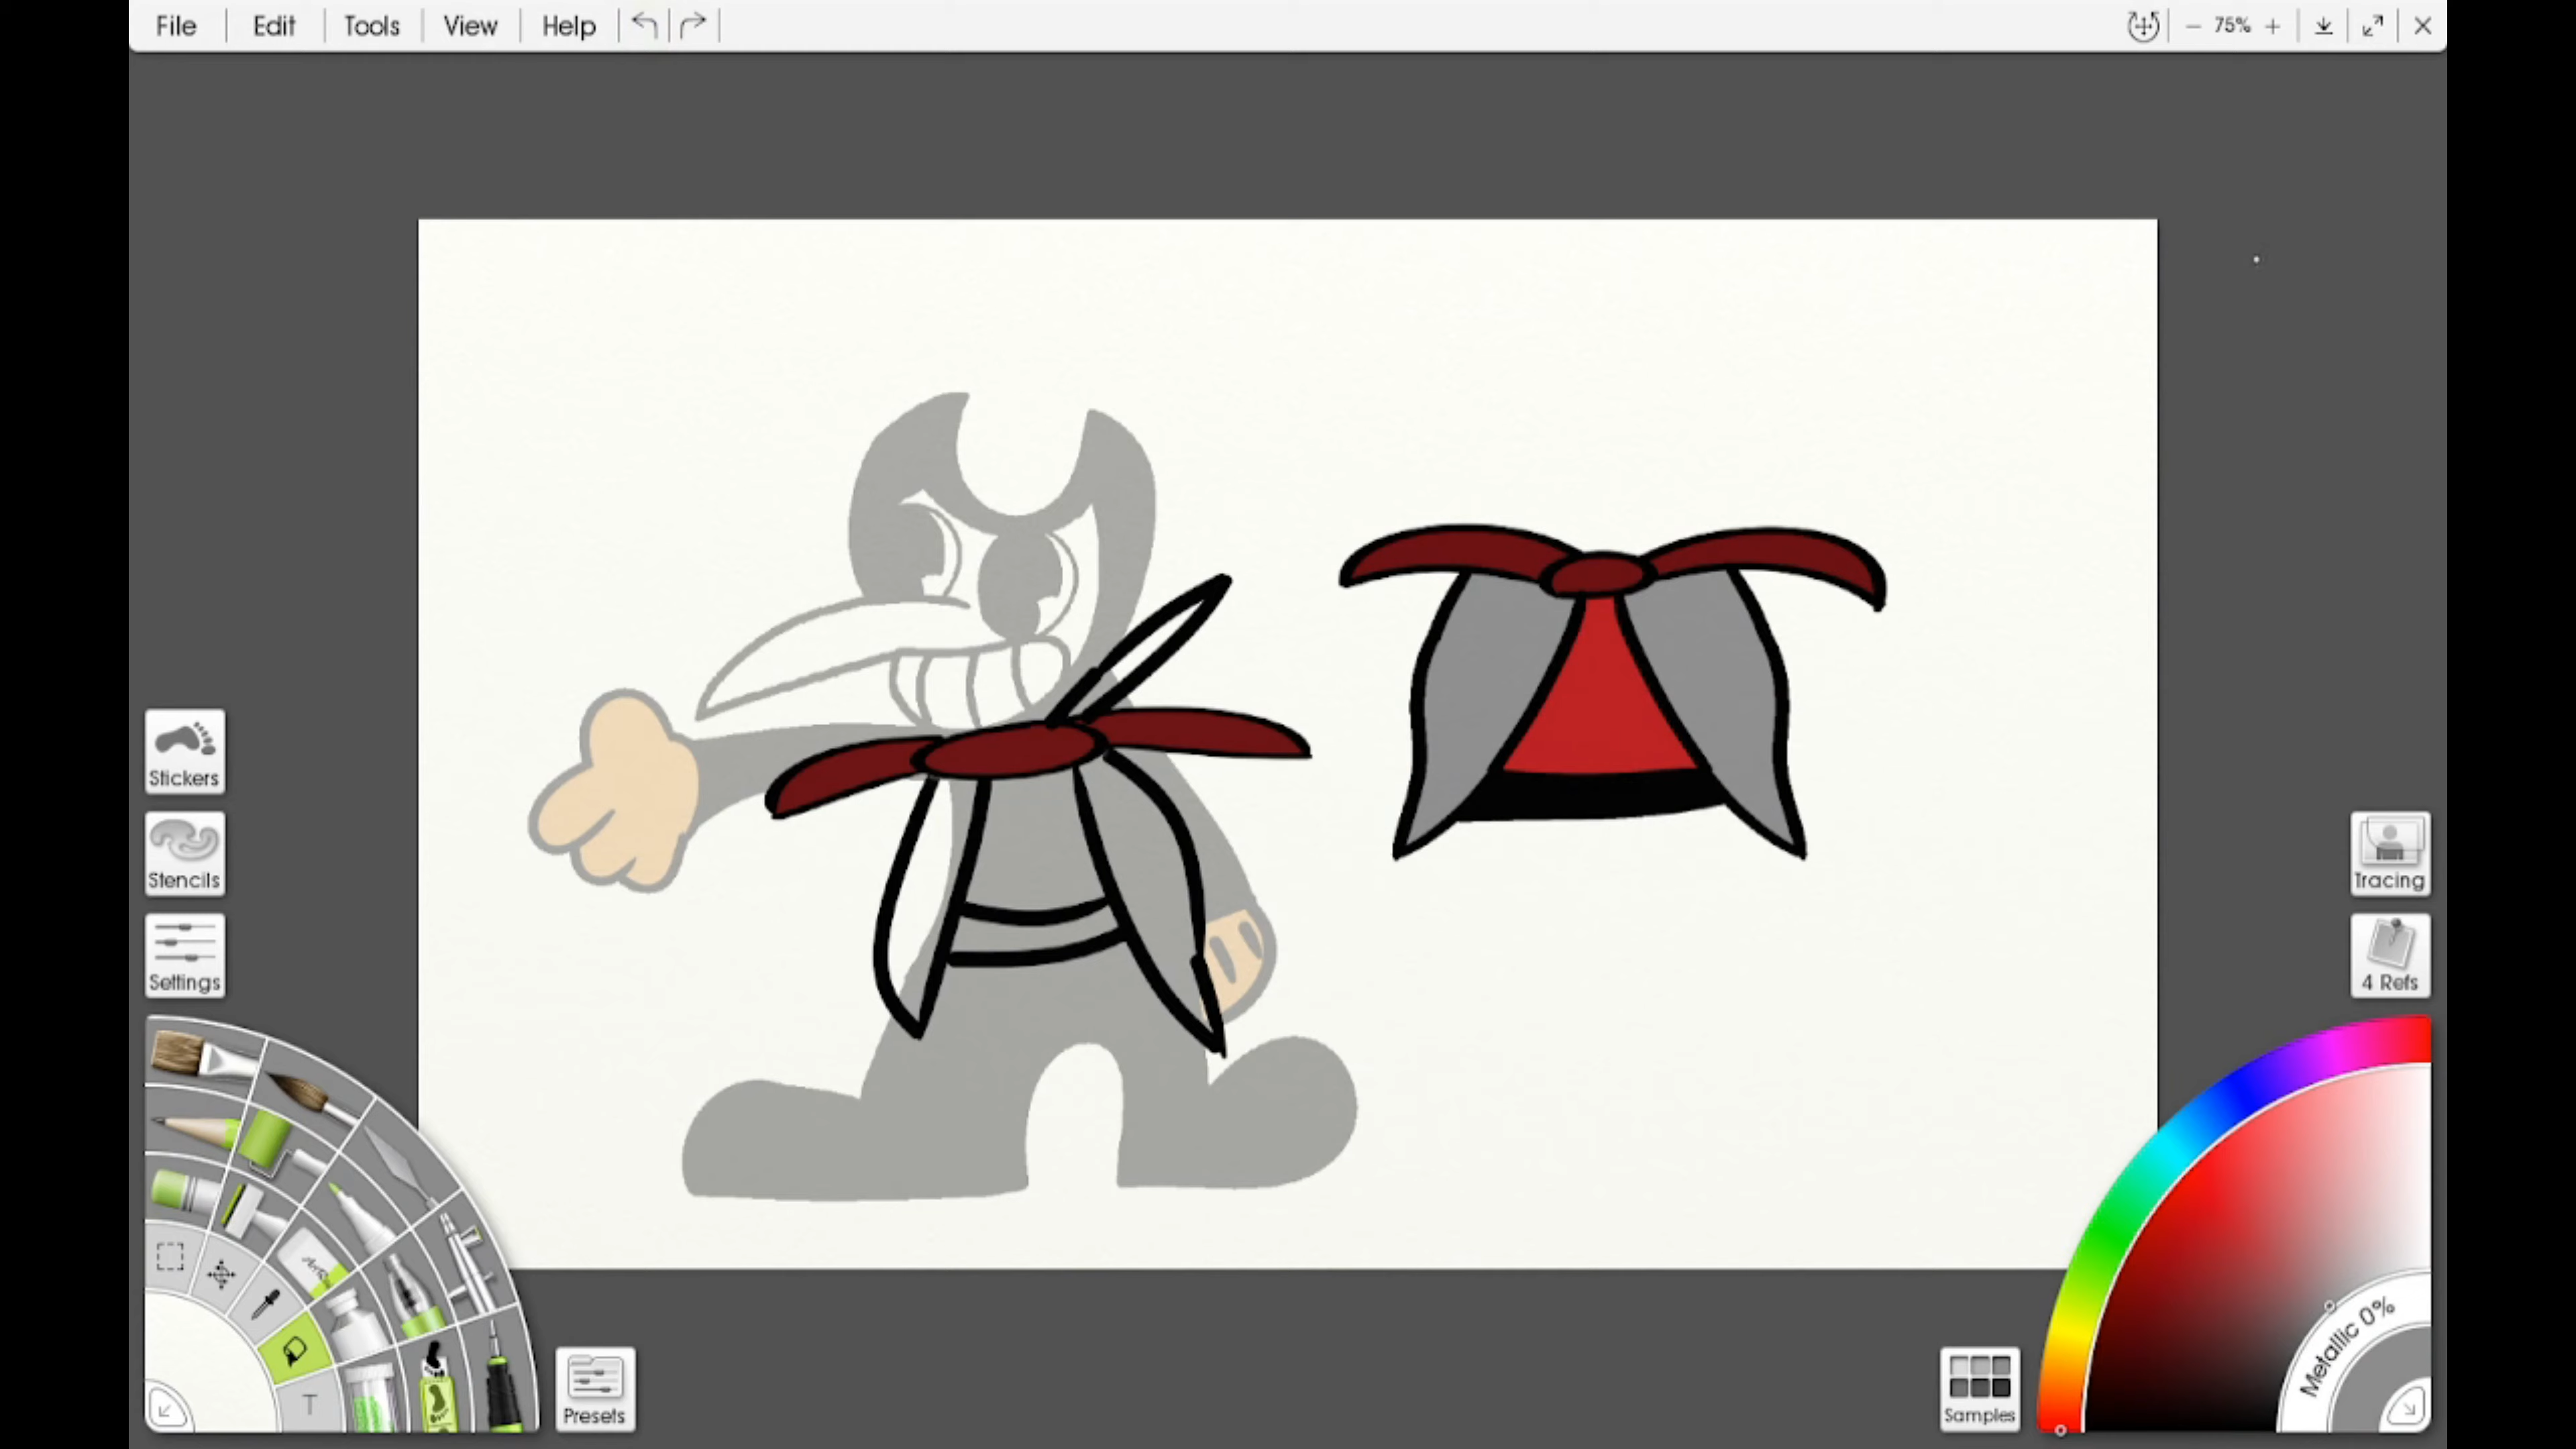 File Edit Tools View Help 75%
Stickers
Stencils
Settings
Tracing
4 Refs
T
Metallic 0%
Presets
Samples